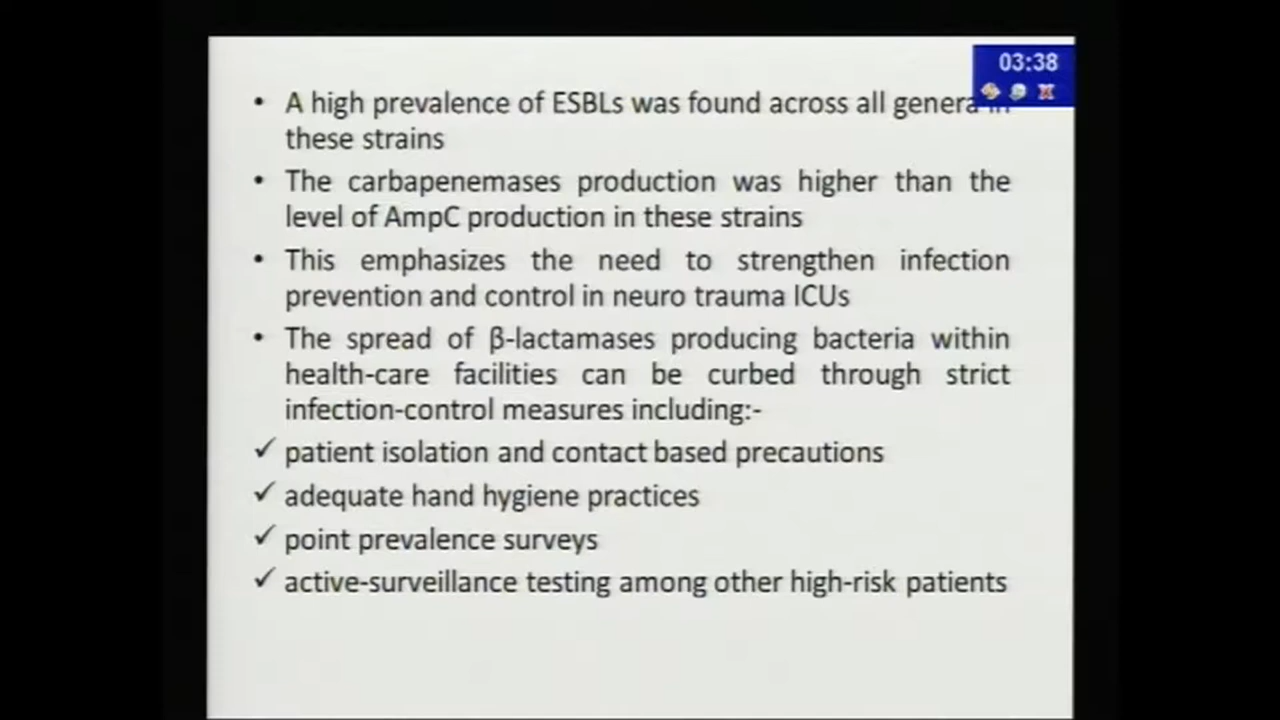 03:38
• A high prevalence of ESBLs was found across all genera in
these strains
• The carbapenemases production was higher than the
level of AmpC production in these strains
• This emphasizes the need to strengthen infection
prevention and control in neuro trauma ICUs
• The spread of β-lactamases producing bacteria within
health-care facilities can be curbed through strict
infection-control measures including:-
✓ patient isolation and contact based precautions
✓ adequate hand hygiene practices
✓ point prevalence surveys
✓ active-surveillance testing among other high-risk patients